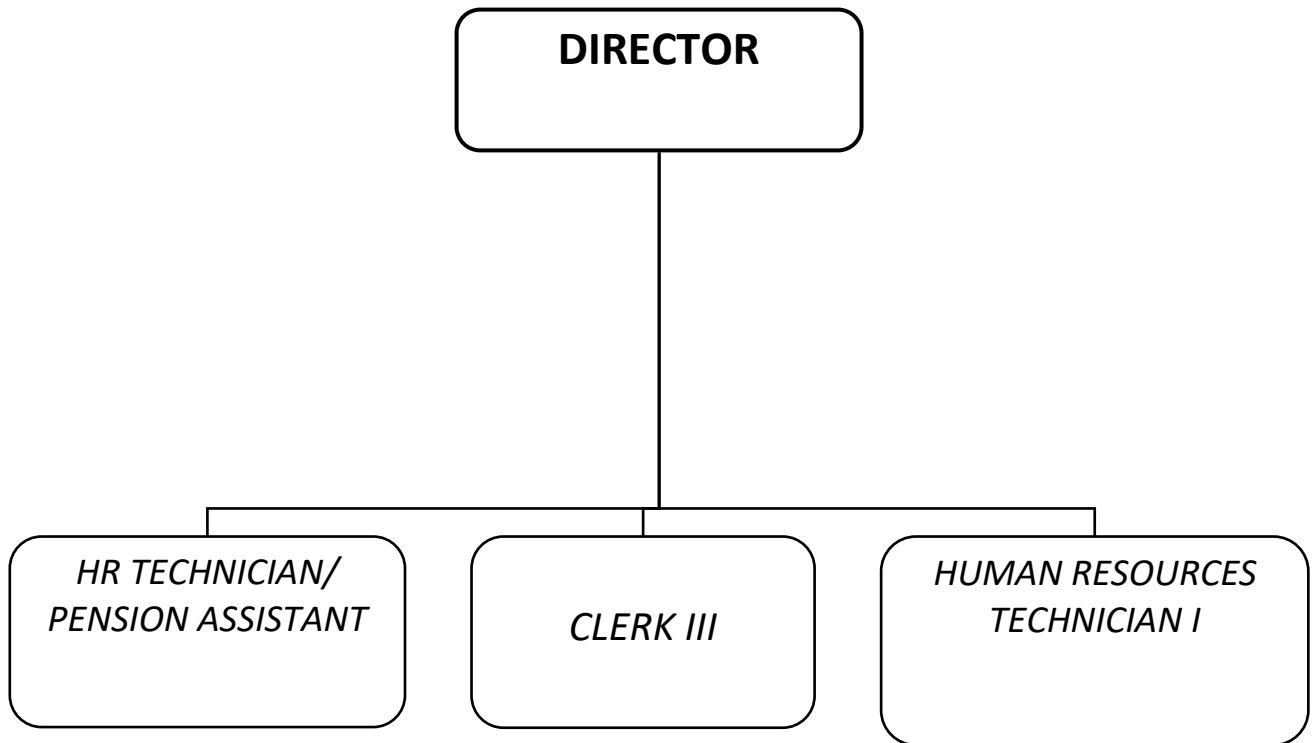 DIRECTOR
HR TECHNICIAN/
PENSION ASSISTANT
CLERK III
HUMAN RESOURCES
TECHNICIAN I